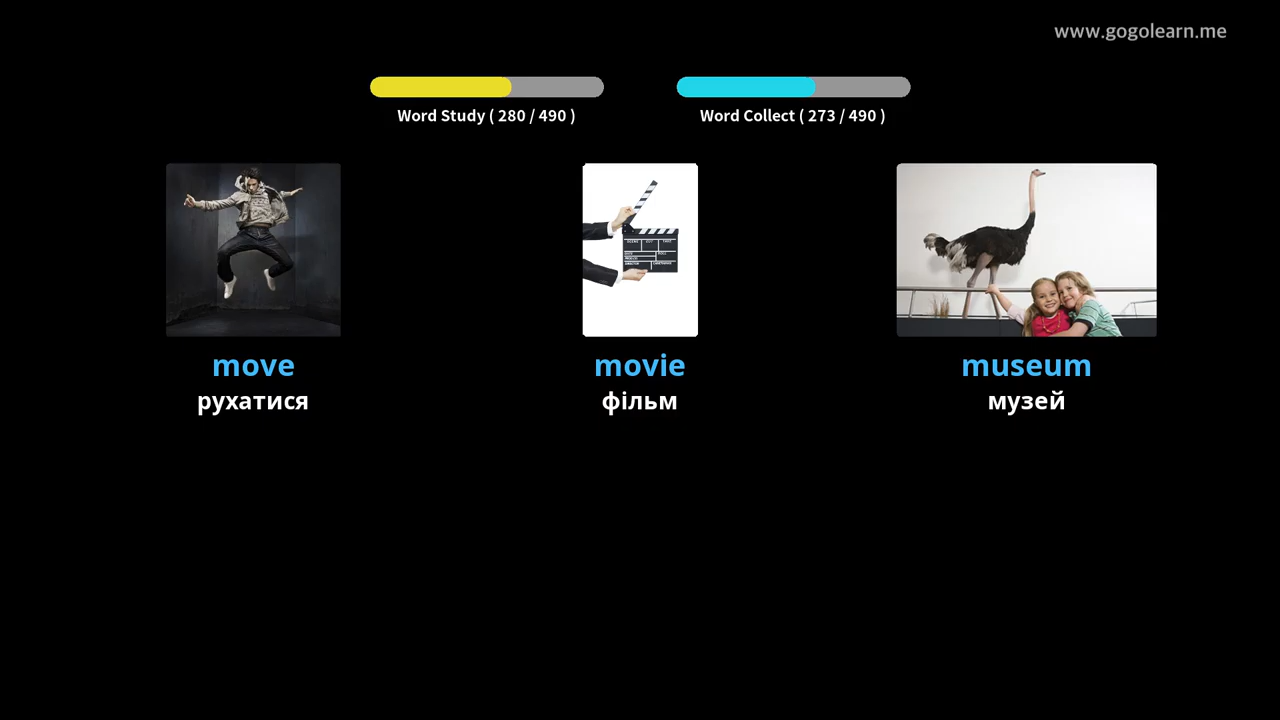 www.gogolearn.me
Word Study ( 280 / 490 )
Word Collect ( 273 / 490 )
move
movie
museum
рухатися
фільм
музей